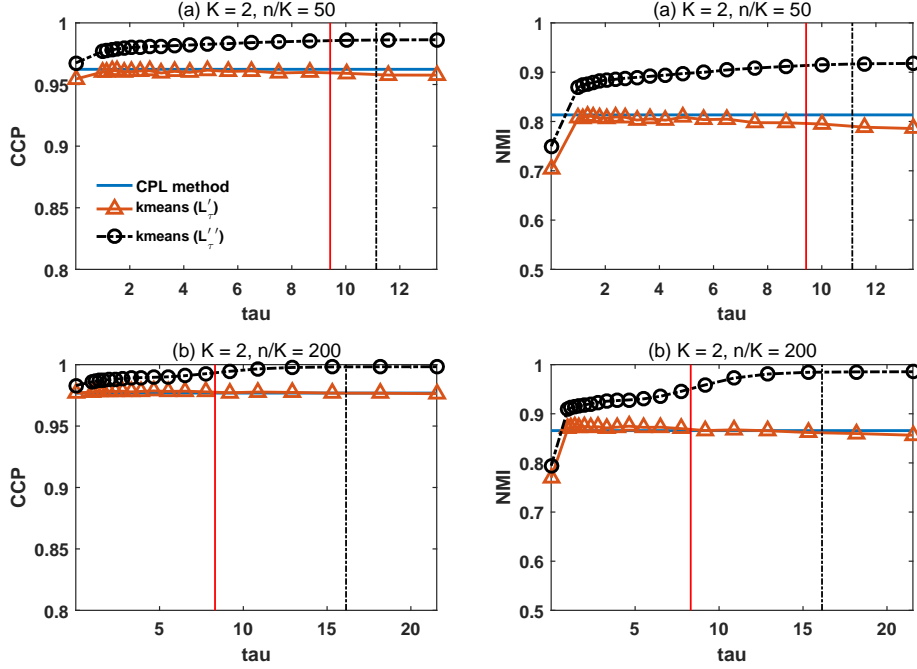 (a) K = 2, n/K = 50
1
0.95
0.9
0.85
0.8
CCP
CPL method
kmeans (L'τ)
kmeans (L''τ)
2 4 6 8 10 12
tau
(a) K = 2, n/K = 50
1
0.9
0.8
0.7
0.6
0.5
NMI
2 4 6 8 10 12
tau
(b) K = 2, n/K = 200
1
0.95
0.9
0.85
0.8
CCP
5 10 15 20
tau
(b) K = 2, n/K = 200
1
0.9
0.8
0.7
0.6
0.5
NMI
5 10 15 20
tau